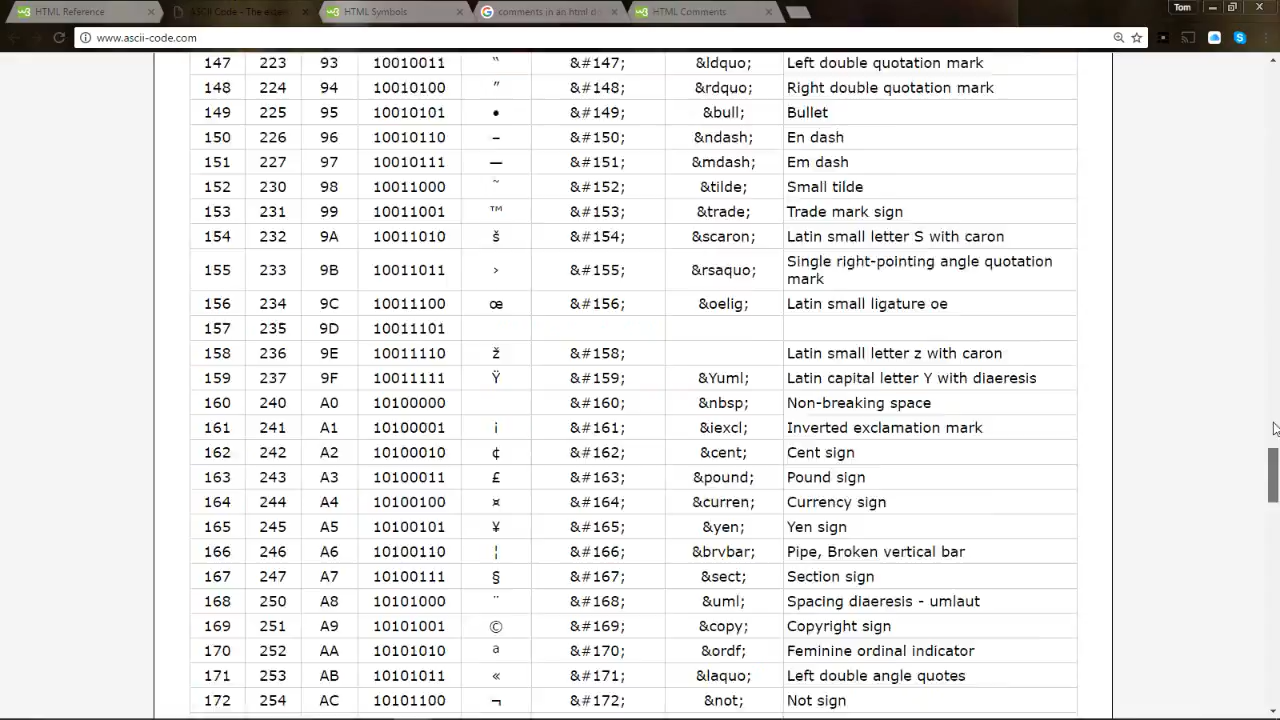 HTML Reference
ASCII Code - The exten
HTML Symbols
comments in an html d
HTML Comments
Tom
www.ascii-code.com
147 223 93 10010011 “ &#147; &ldquo; Left double quotation mark
148 224 94 10010100 ” &#148; &rdquo; Right double quotation mark
149 225 95 10010101 • &#149; &bull; Bullet
150 226 96 10010110 – &#150; &ndash; En dash
151 227 97 10010111 — &#151; &mdash; Em dash
152 230 98 10011000 ˜ &#152; &tilde; Small tilde
153 231 99 10011001 ™ &#153; &trade; Trade mark sign
154 232 9A 10011010 š &#154; &scaron; Latin small letter S with caron
155 233 9B 10011011 › &#155; &rsaquo; Single right-pointing angle quotation
mark
156 234 9C 10011100 œ &#156; &oelig; Latin small ligature oe
157 235 9D 10011101
158 236 9E 10011110 ž &#158; Latin small letter z with caron
159 237 9F 10011111 Ÿ &#159; &Yuml; Latin capital letter Y with diaeresis
160 240 A0 10100000 &#160; &nbsp; Non-breaking space
161 241 A1 10100001 ¡ &#161; &iexcl; Inverted exclamation mark
162 242 A2 10100010 ¢ &#162; &cent; Cent sign
163 243 A3 10100011 £ &#163; &pound; Pound sign
164 244 A4 10100100 ¤ &#164; &curren; Currency sign
165 245 A5 10100101 ¥ &#165; &yen; Yen sign
166 246 A6 10100110 ¦ &#166; &brvbar; Pipe, Broken vertical bar
167 247 A7 10100111 § &#167; &sect; Section sign
168 250 A8 10101000 ¨ &#168; &uml; Spacing diaeresis - umlaut
169 251 A9 10101001 © &#169; &copy; Copyright sign
170 252 AA 10101010 ª &#170; &ordf; Feminine ordinal indicator
171 253 AB 10101011 « &#171; &laquo; Left double angle quotes
172 254 AC 10101100 ¬ &#172; &not; Not sign